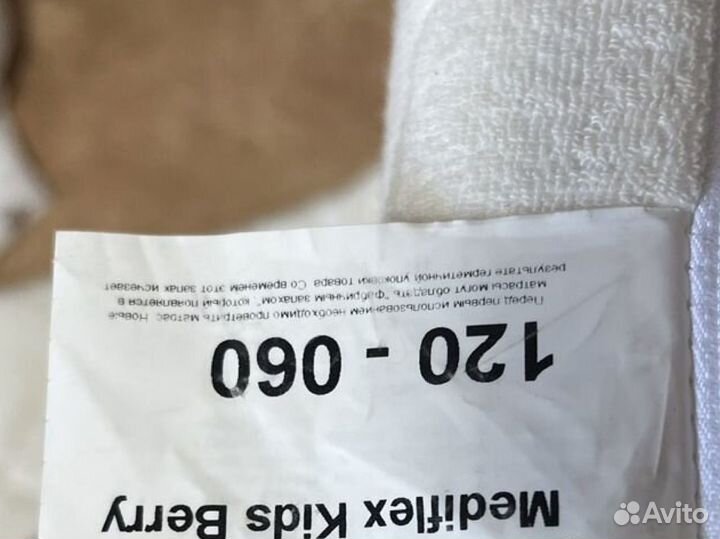 Mediflex Kids Berry
120 - 060
Перед первым использованием необходимо проветрить матрас. Новые
матрасы могут обладать "Фабричным запахом", который появляется в
результате герметичной упаковки товара. Со временем этот запах исчезает
Avito